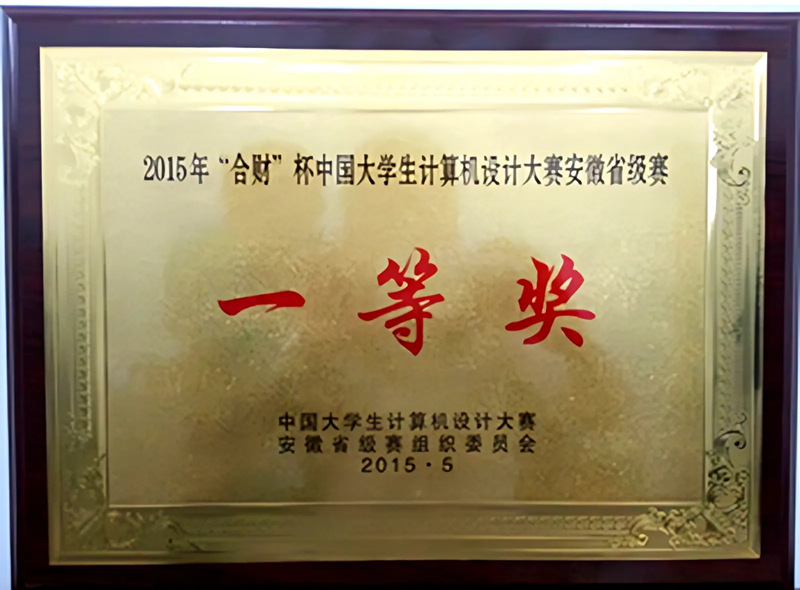 2015年“合财”杯中国大学生计算机设计大赛安徽省级赛
一等奖
中国大学生计算机设计大赛
安徽省级赛组织委员会
2015·5